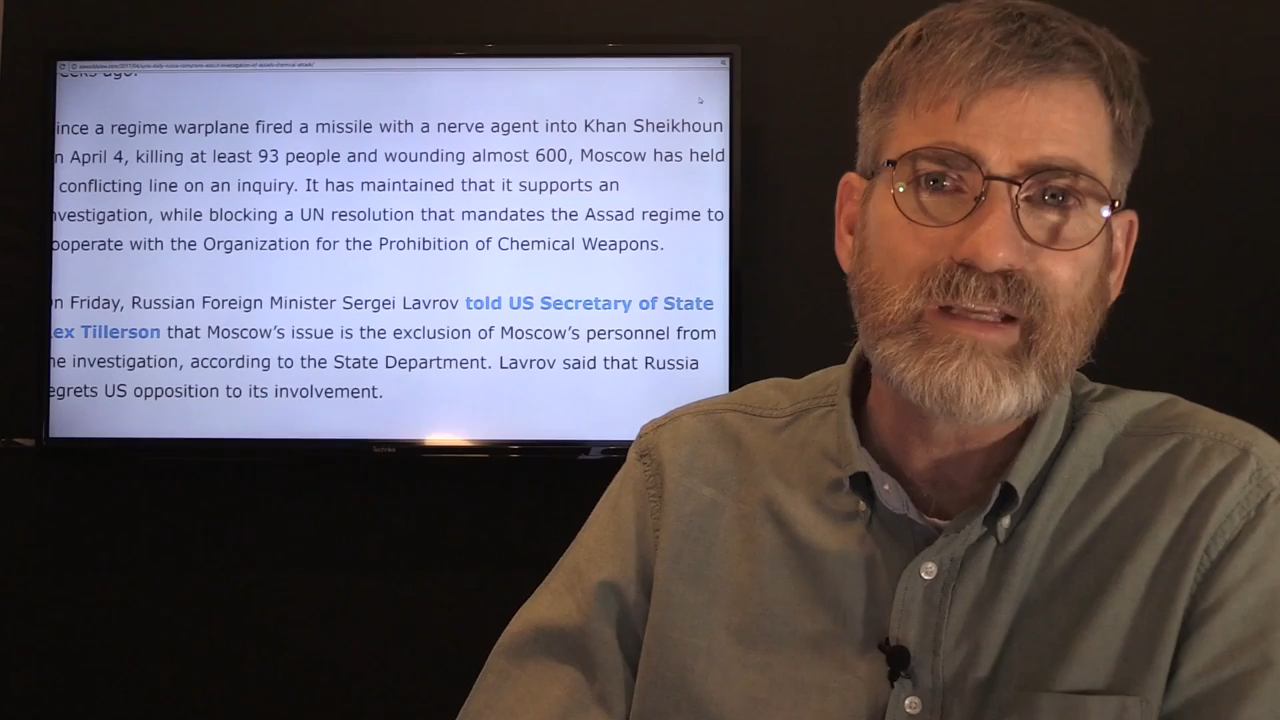 eeks ago.
ince a regime warplane fired a missile with a nerve agent into Khan Sheikhoun
n April 4, killing at least 93 people and wounding almost 600, Moscow has held
conflicting line on an inquiry. It has maintained that it supports an
nvestigation, while blocking a UN resolution that mandates the Assad regime to
ooperate with the Organization for the Prohibition of Chemical Weapons.
n Friday, Russian Foreign Minister Sergei Lavrov told US Secretary of State
ex Tillerson that Moscow's issue is the exclusion of Moscow's personnel from
he investigation, according to the State Department. Lavrov said that Russia
egrets US opposition to its involvement.